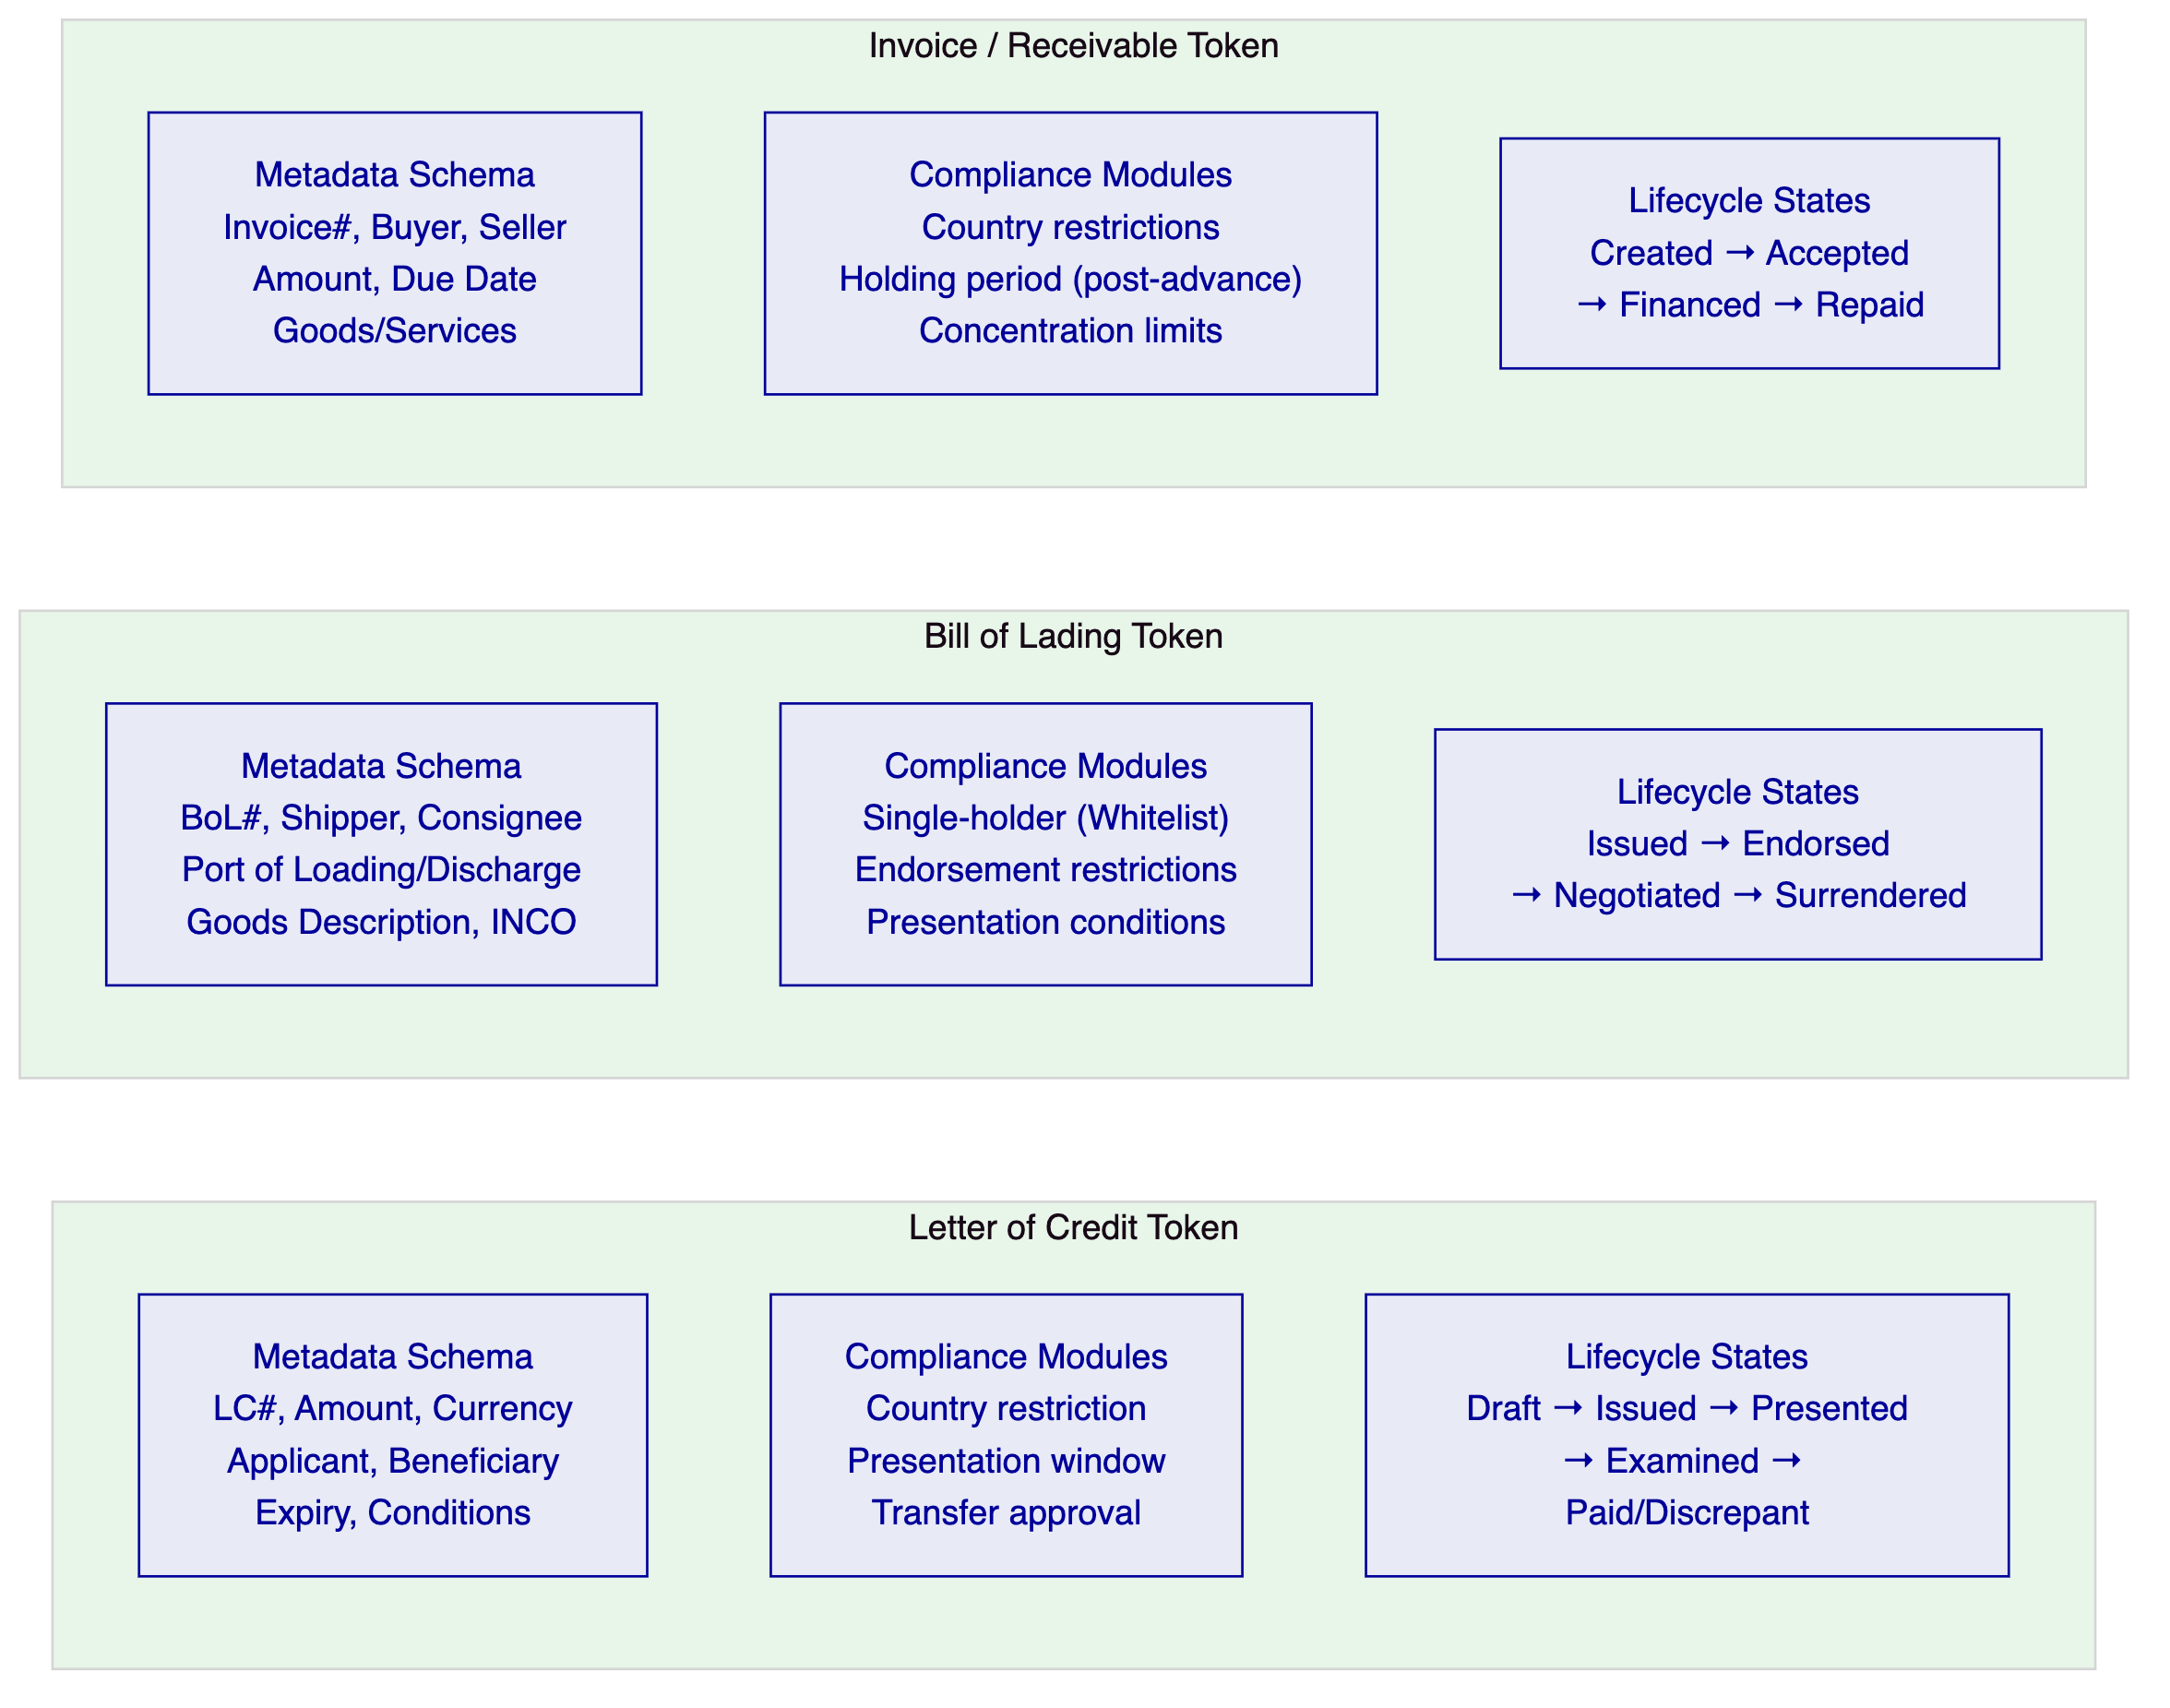 Invoice / Receivable Token
Metadata Schema
Invoice#, Buyer, Seller
Amount, Due Date
Goods/Services
Compliance Modules
Country restrictions
Holding period (post-advance)
Concentration limits
Lifecycle States
Created → Accepted
→ Financed → Repaid
Bill of Lading Token
Metadata Schema
BoL#, Shipper, Consignee
Port of Loading/Discharge
Goods Description, INCO
Compliance Modules
Single-holder (Whitelist)
Endorsement restrictions
Presentation conditions
Lifecycle States
Issued → Endorsed
→ Negotiated → Surrendered
Letter of Credit Token
Metadata Schema
LC#, Amount, Currency
Applicant, Beneficiary
Expiry, Conditions
Compliance Modules
Country restriction
Presentation window
Transfer approval
Lifecycle States
Draft → Issued → Presented
→ Examined →
Paid/Discrepant